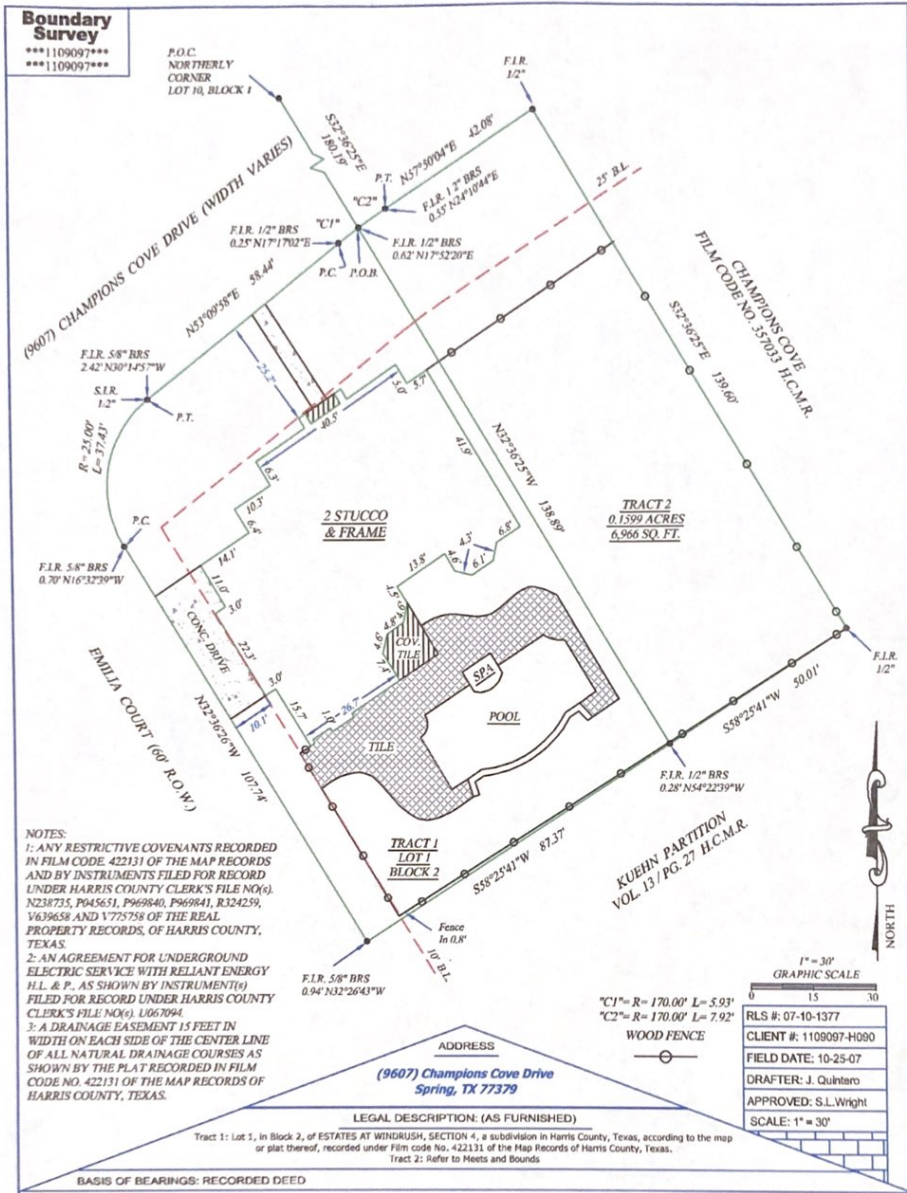 Boundary
Survey
***1109097***
***1109097***
P.O.C.
NORTHERLY
CORNER
LOT 10, BLOCK 1
F.I.R.
1/2"
S32°36'25"E
180.19'
N57°50'04"E 42.08'
P.T.
"C2"
F.I.R. 1 2" BRS
0.55' N24°10'44"E
25' B.L.
(9607) CHAMPIONS COVE DRIVE (WIDTH VARIES)
"C1"
F.I.R. 1/2" BRS
0.25' N17°17'02"E
F.I.R. 1/2" BRS
0.62' N17°52'20"E
P.C.
P.O.B.
N53°09'58"E 58.44'
CHAMPIONS COVE
FILM CODE NO. 357033 H.C.M.R.
S32°36'25"E 139.60'
F.I.R. 5/8" BRS
2.42' N30°14'57"W
S.I.R.
1/2"
P.T.
25.2'
5.0'
5.7'
40.5'
R= 25.00'
L= 37.43'
6.3'
41.9'
N32°36'25"W 138.89'
10.3'
6.4'
2 STUCCO
& FRAME
TRACT 2
0.1599 ACRES
6,966 SQ. FT.
P.C.
F.I.R. 5/8" BRS
0.70' N16°32'39"W
14.1'
11.0'
3.0'
13.8'
4.6'
4.3'
6.1'
6.8'
1.5'
4.6'
4.8'
4.6'
7.4'
COV.
TILE
CONC. DRIVE
22.3'
3.0'
10.1'
15.7'
1.0'
26.7'
SPA
POOL
TILE
EMILIA COURT (60' R.O.W.)
N32°36'26"W 107.74'
F.I.R.
1/2"
S58°25'41"W 50.01'
F.I.R. 1/2" BRS
0.28' N54°22'39"W
TRACT 1
LOT 1
BLOCK 2
S58°25'41"W 87.37'
KUEHN PARTITION
VOL. 13 / PG. 27 H.C.M.R.
Fence
In 0.8'
10' B.L.
F.I.R. 5/8" BRS
0.94' N32°26'43"W
NORTH
NOTES:
1: ANY RESTRICTIVE COVENANTS RECORDED
IN FILM CODE. 422131 OF THE MAP RECORDS
AND BY INSTRUMENTS FILED FOR RECORD
UNDER HARRIS COUNTY CLERK'S FILE NO(s).
N238735, P045651, P969840, P969841, R324259,
V639658 AND V775758 OF THE REAL
PROPERTY RECORDS, OF HARRIS COUNTY,
TEXAS.
2: AN AGREEMENT FOR UNDERGROUND
ELECTRIC SERVICE WITH RELIANT ENERGY
H.L. & P., AS SHOWN BY INSTRUMENT(s)
FILED FOR RECORD UNDER HARRIS COUNTY
CLERK'S FILE NO(s). U067094.
3: A DRAINAGE EASEMENT 15 FEET IN
WIDTH ON EACH SIDE OF THE CENTER LINE
OF ALL NATURAL DRAINAGE COURSES AS
SHOWN BY THE PLAT RECORDED IN FILM
CODE NO. 422131 OF THE MAP RECORDS OF
HARRIS COUNTY, TEXAS.
"C1"= R= 170.00' L= 5.93'
"C2"= R= 170.00' L= 7.92'
WOOD FENCE
1" = 30'
GRAPHIC SCALE
0 15 30
RLS #: 07-10-1377
CLIENT #: 1109097-H090
FIELD DATE: 10-25-07
DRAFTER: J. Quintero
APPROVED: S.L.Wright
SCALE: 1" = 30'
ADDRESS
(9607) Champions Cove Drive
Spring, TX 77379
LEGAL DESCRIPTION: (AS FURNISHED)
Tract 1: Lot 1, in Block 2, of ESTATES AT WINDRUSH, SECTION 4, a subdivision in Harris County, Texas, according to the map
or plat thereof, recorded under Film code No. 422131 of the Map Records of Harris County, Texas.
Tract 2: Refer to Meets and Bounds
BASIS OF BEARINGS: RECORDED DEED